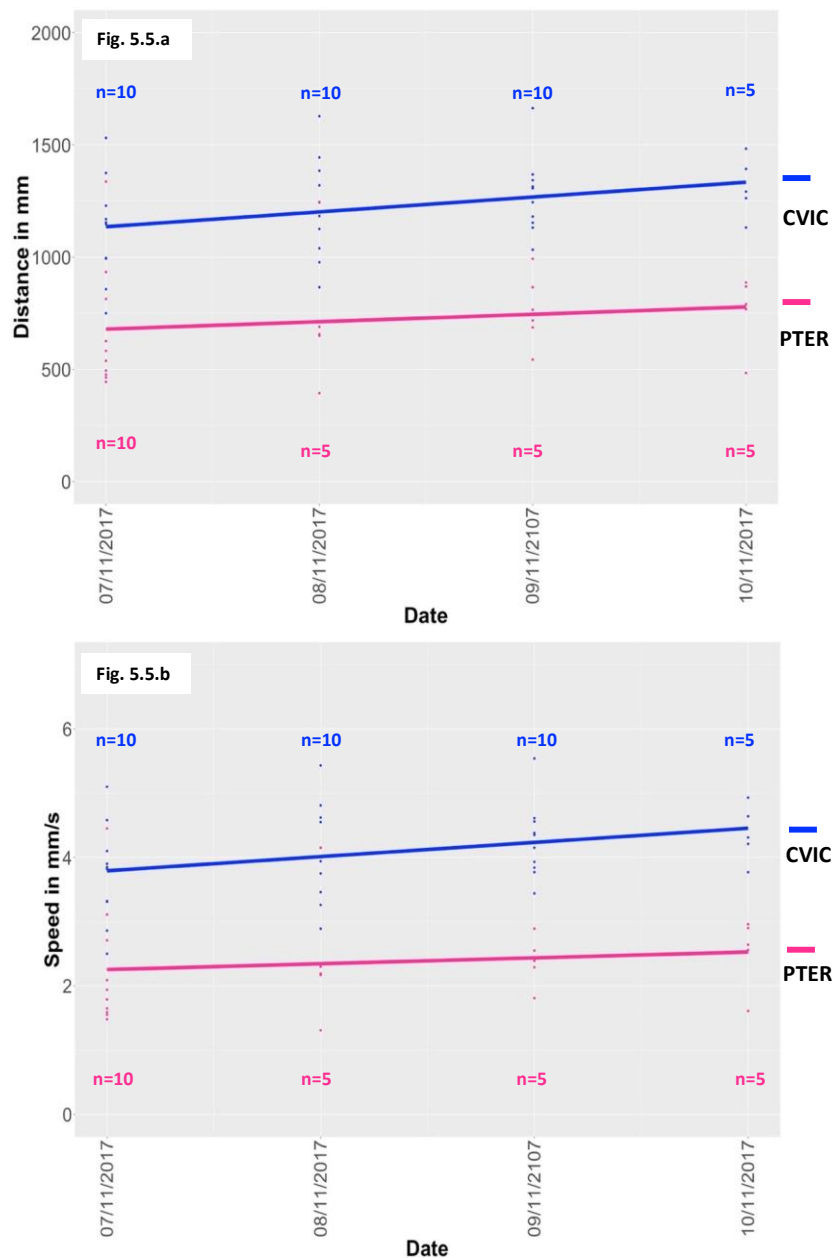 Fig. 5.5.a
2000
1500
1000
500
0
Distance in mm
n=10 n=10 n=10 n=5
n=10 n=5 n=5 n=5
CVIC
PTER
07/11/2017
08/11/2017
09/11/2107
10/11/2017
Date
Fig. 5.5.b
6
4
2
0
Speed in mm/s
n=10 n=10 n=10 n=5
n=10 n=5 n=5 n=5
CVIC
PTER
07/11/2017
08/11/2017
09/11/2107
10/11/2017
Date